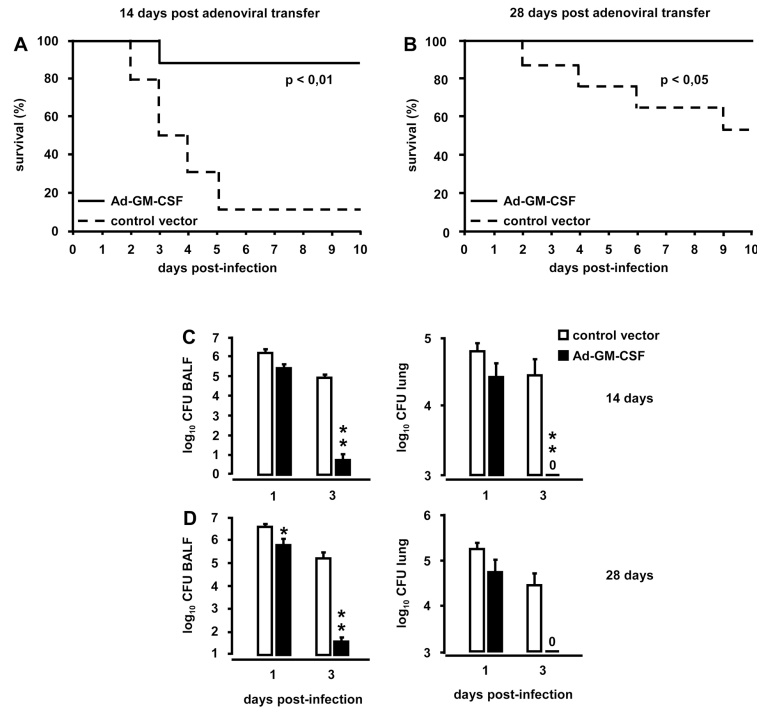 14 days post adenoviral transfer
28 days post adenoviral transfer
A
100
80
60
40
20
0
survival (%)
p < 0,01
Ad-GM-CSF
control vector
0 1 2 3 4 5 6 7 8 9 10
days post-infection
B
100
80
60
40
20
0
survival (%)
p < 0,05
Ad-GM-CSF
control vector
0 1 2 3 4 5 6 7 8 9 10
days post-infection
C
7
6
5
4
3
2
1
0
log10 CFU BALF
**
1 3
5
4
3
log10 CFU lung
**
0
1 3
control vector
Ad-GM-CSF
14 days
D
7
6
5
4
3
2
1
log10 CFU BALF
*
**
1 3
days post-infection
6
5
4
3
log10 CFU lung
0
1 3
days post-infection
28 days